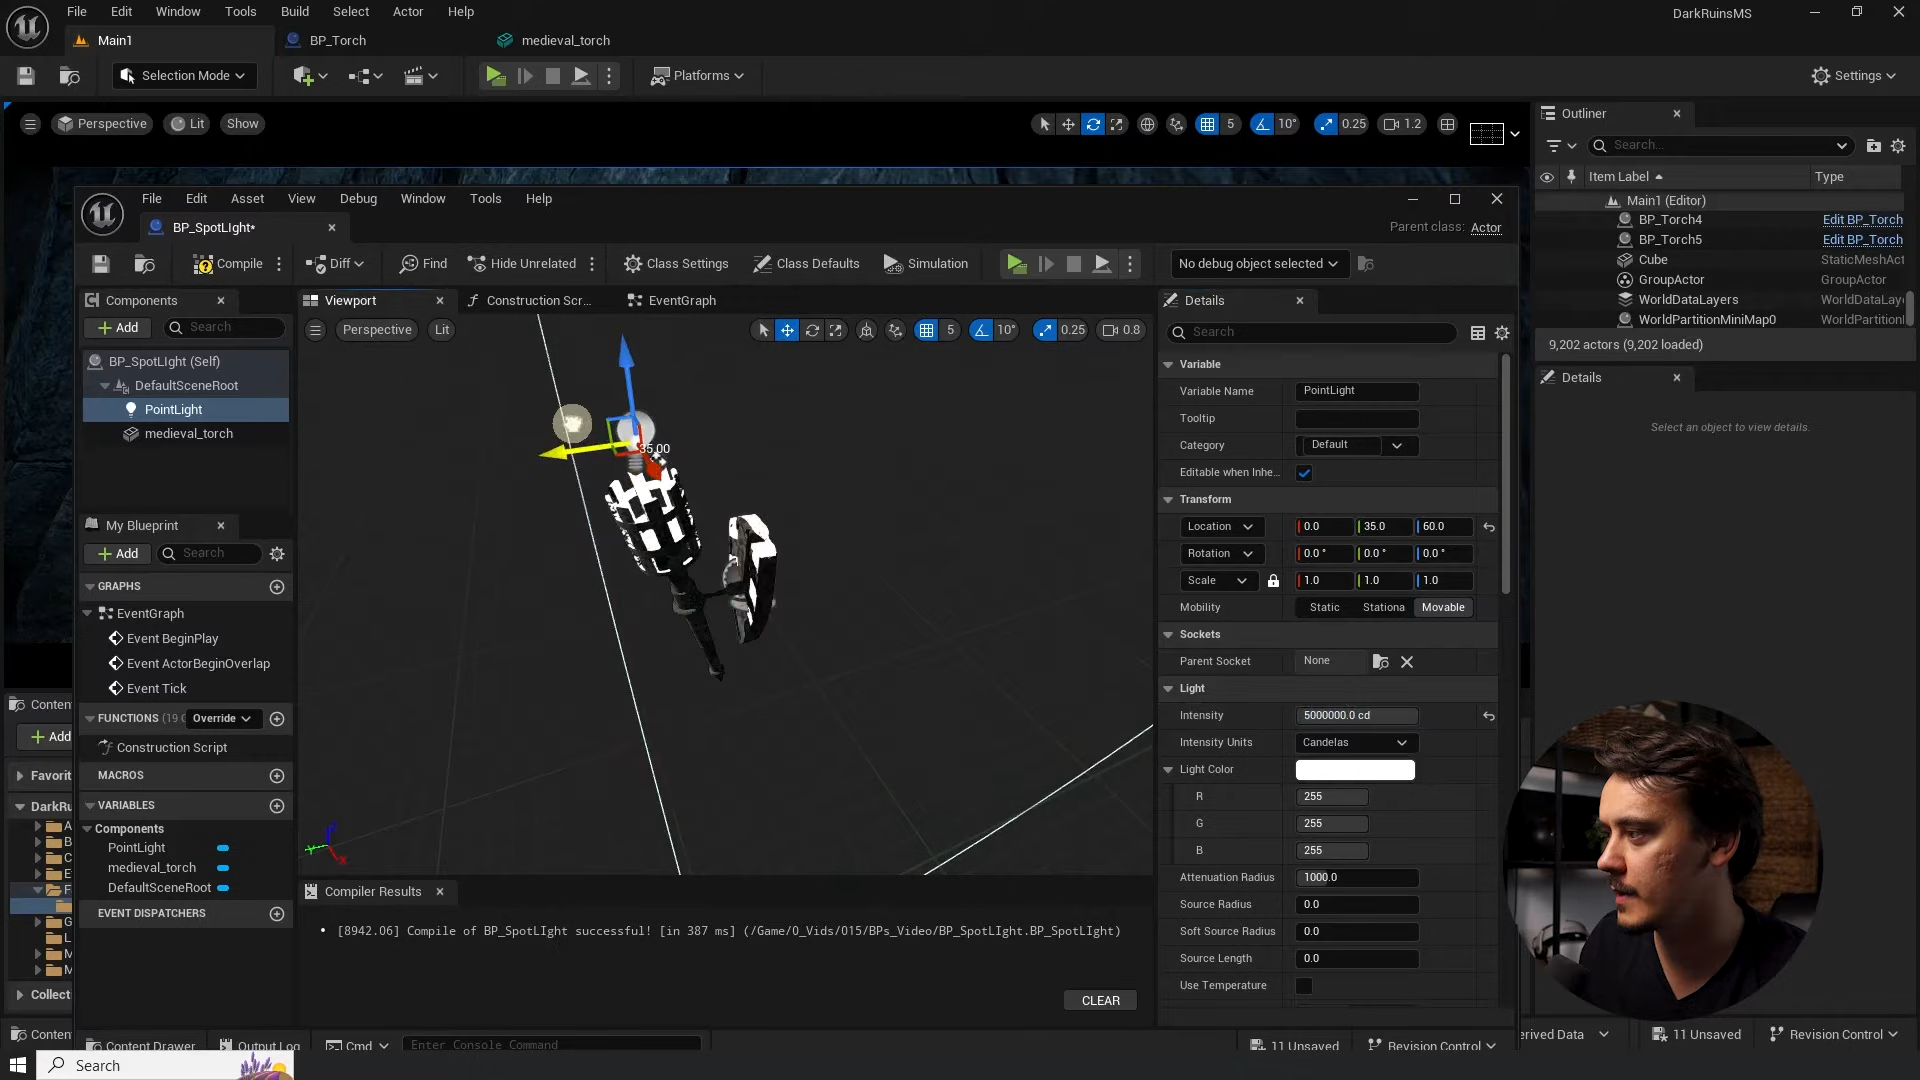 File Edit Window Tools Build Select Actor Help
DarkRuinsMS
Main1
BP_Torch
medieval_torch
Selection Mode
Platforms
Settings
Perspective
Lit
Show
5
10°
0.25
1.2
Outliner
Search...
Item Label
Type
Main1 (Editor)
BP_Torch4 Edit BP_Torch
BP_Torch5 Edit BP_Torch
Cube StaticMeshAct
GroupActor GroupActor
WorldDataLayers WorldDataLaye
WorldPartitionMiniMap0 WorldPartitionI
9,202 actors (9,202 loaded)
Details
Select an object to view details.
File Edit Asset View Debug Window Tools Help
BP_SpotLIght*
Parent class: Actor
Compile
Diff
Find
Hide Unrelated
Class Settings
Class Defaults
Simulation
No debug object selected
Components
Add
Search
BP_SpotLIght (Self)
DefaultSceneRoot
PointLight
medieval_torch
My Blueprint
Add
Search
GRAPHS
EventGraph
Event BeginPlay
Event ActorBeginOverlap
Event Tick
FUNCTIONS (19 O
Override
Construction Script
MACROS
VARIABLES
Components
PointLight
medieval_torch
DefaultSceneRoot
EVENT DISPATCHERS
Viewport
Construction Scr...
EventGraph
Perspective
Lit
5
10°
0.25
0.8
35.00
Compiler Results
[8942.06] Compile of BP_SpotLIght successful! [in 387 ms] (/Game/0_Vids/015/BPs_Video/BP_SpotLIght.BP_SpotLIght)
CLEAR
Details
Search
Variable
Variable Name PointLight
Tooltip
Category Default
Editable when Inhe...
Transform
Location 0.0 35.0 60.0
Rotation 0.0 ° 0.0 ° 0.0 °
Scale 1.0 1.0 1.0
Mobility Static Stationa Movable
Sockets
Parent Socket None
Light
Intensity 5000000.0 cd
Intensity Units Candelas
Light Color
R 255
G 255
B 255
Attenuation Radius 1000.0
Source Radius 0.0
Soft Source Radius 0.0
Source Length 0.0
Use Temperature
Conten
Add
Favorit
DarkRu
A
B
C
E
F
G
L
M
M
Collect
Conten
Content Drawer
Output Log
Cmd
Enter Console Command
11 Unsaved
Revision Control
erived Data
11 Unsaved
Revision Control
Search